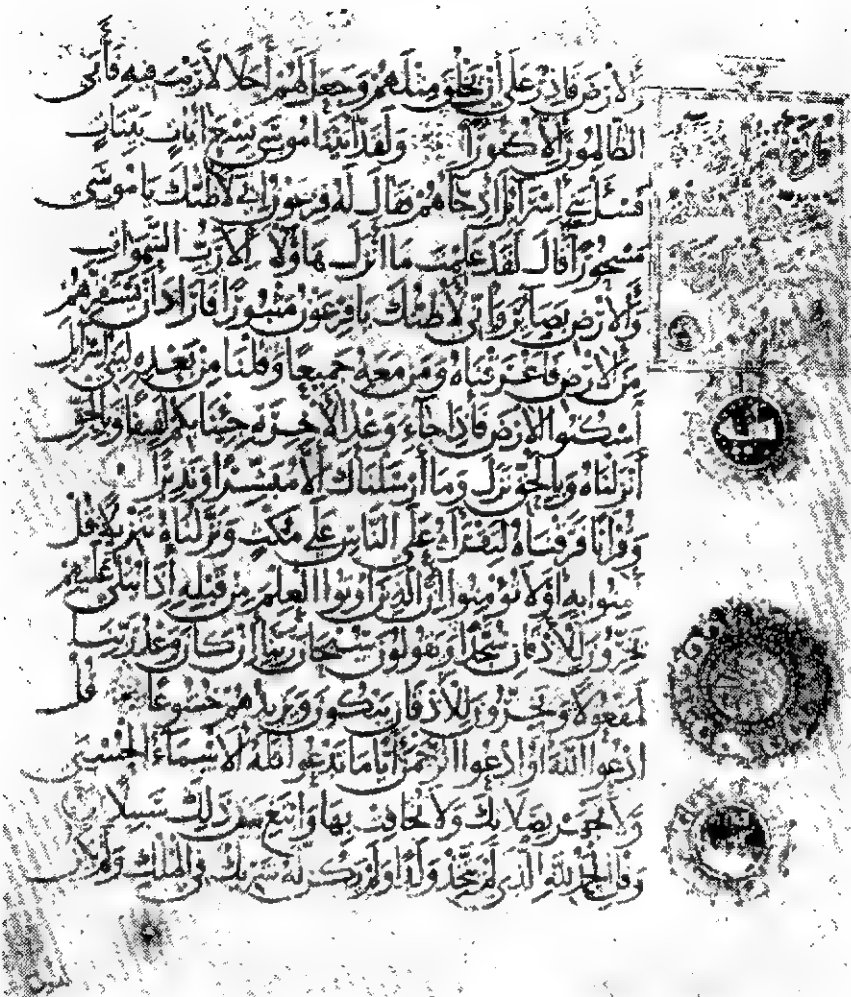 والأرض قادر على أن يخلق مثلهم وجعل لهم أجلا لا ريب فيه فأبى
الظالمون إلا كفورا ولقد آتينا موسى تسع آيات بينات
فسئل بني إسرائيل إذ جاءهم فقال له فرعون إني لأظنك يا موسى
مسحورا قال لقد علمت ما أنزل هاؤلاء إلا رب السموات
والأرض بصائر وإني لأظنك يا فرعون مثبورا فأراد أن يستفزهم
من الأرض فأغرقناه ومن معه جميعا وقلنا من بعده لبني إسرائيل
اسكنوا الأرض فإذا جاء وعد الآخرة جئنا بكم لفيفا وبالحق
أنزلناه وبالحق نزل وما أرسلناك إلا مبشرا ونذيرا
وقرآنا فرقناه لتقرأه على الناس على مكث ونزلناه تنزيلا قل
آمنوا به أو لا تؤمنوا إن الذين أوتوا العلم من قبله إذا يتلى عليهم
يخرون للأذقان سجدا ويقولون سبحان ربنا إن كان وعد ربنا
لمفعولا ويخرون للأذقان يبكون ويزيدهم خشوعا قل
ادعوا الله أو ادعوا الرحمن أيا ما تدعوا فله الأسماء الحسنى
ولا تجهر بصلاتك ولا تخافت بها وابتغ بين ذلك سبيلا
وقل الحمد لله الذي لم يتخذ ولدا ولم يكن له شريك في الملك ولم يكن